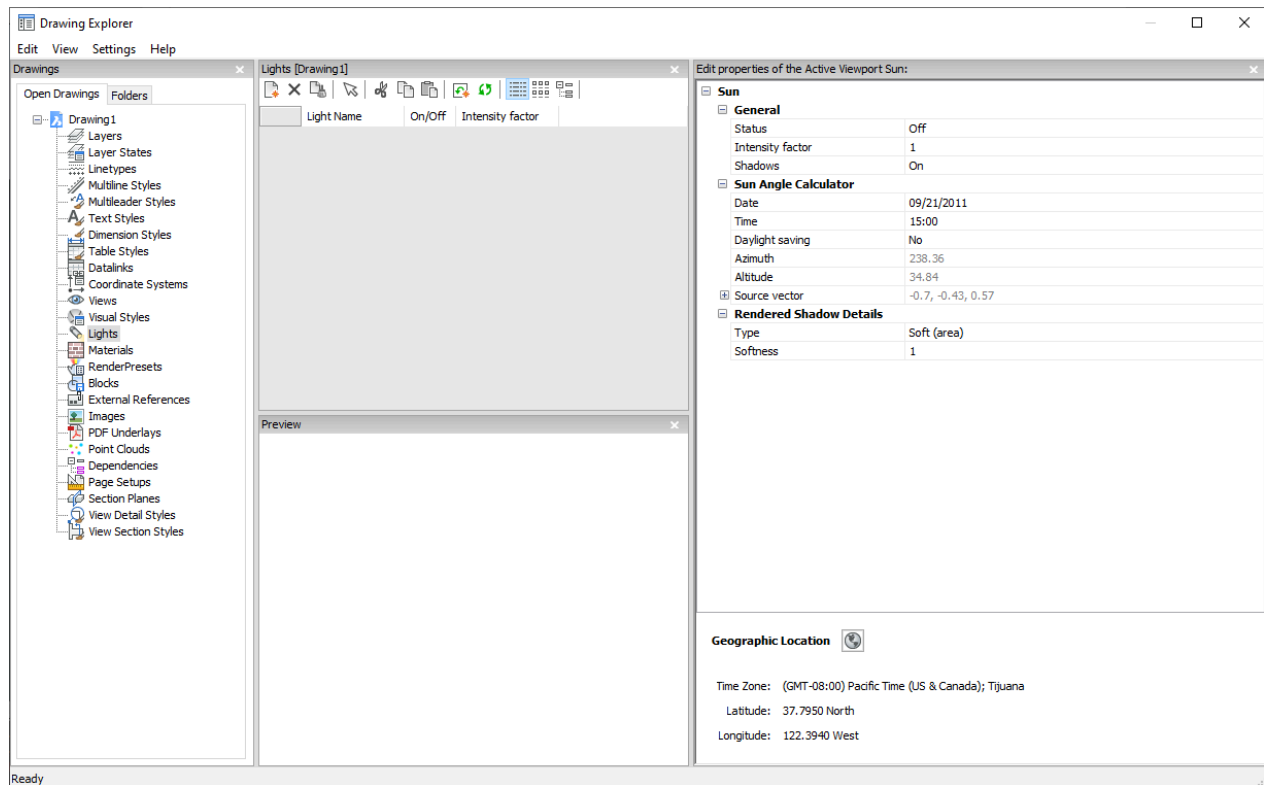 Drawing Explorer
Edit View Settings Help
Drawings
Open Drawings Folders
Drawing1
Layers
Layer States
Linetypes
Multiline Styles
Multileader Styles
Text Styles
Dimension Styles
Table Styles
Datalinks
Coordinate Systems
Views
Visual Styles
Lights
Materials
RenderPresets
Blocks
External References
Images
PDF Underlays
Point Clouds
Dependencies
Page Setups
Section Planes
View Detail Styles
View Section Styles
Lights [Drawing1]
Light Name On/Off Intensity factor
Preview
Edit properties of the Active Viewport Sun:
Sun
General
Status Off
Intensity factor 1
Shadows On
Sun Angle Calculator
Date 09/21/2011
Time 15:00
Daylight saving No
Azimuth 238.36
Altitude 34.84
Source vector -0.7, -0.43, 0.57
Rendered Shadow Details
Type Soft (area)
Softness 1
Geographic Location
Time Zone: (GMT-08:00) Pacific Time (US & Canada); Tijuana
Latitude: 37.7950 North
Longitude: 122.3940 West
Ready